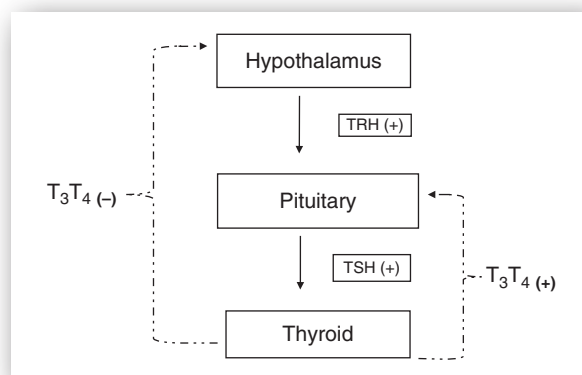 Hypothalamus
TRH (+)
T₃T₄ (–)
Pituitary
TSH (+)
T₃T₄ (+)
Thyroid